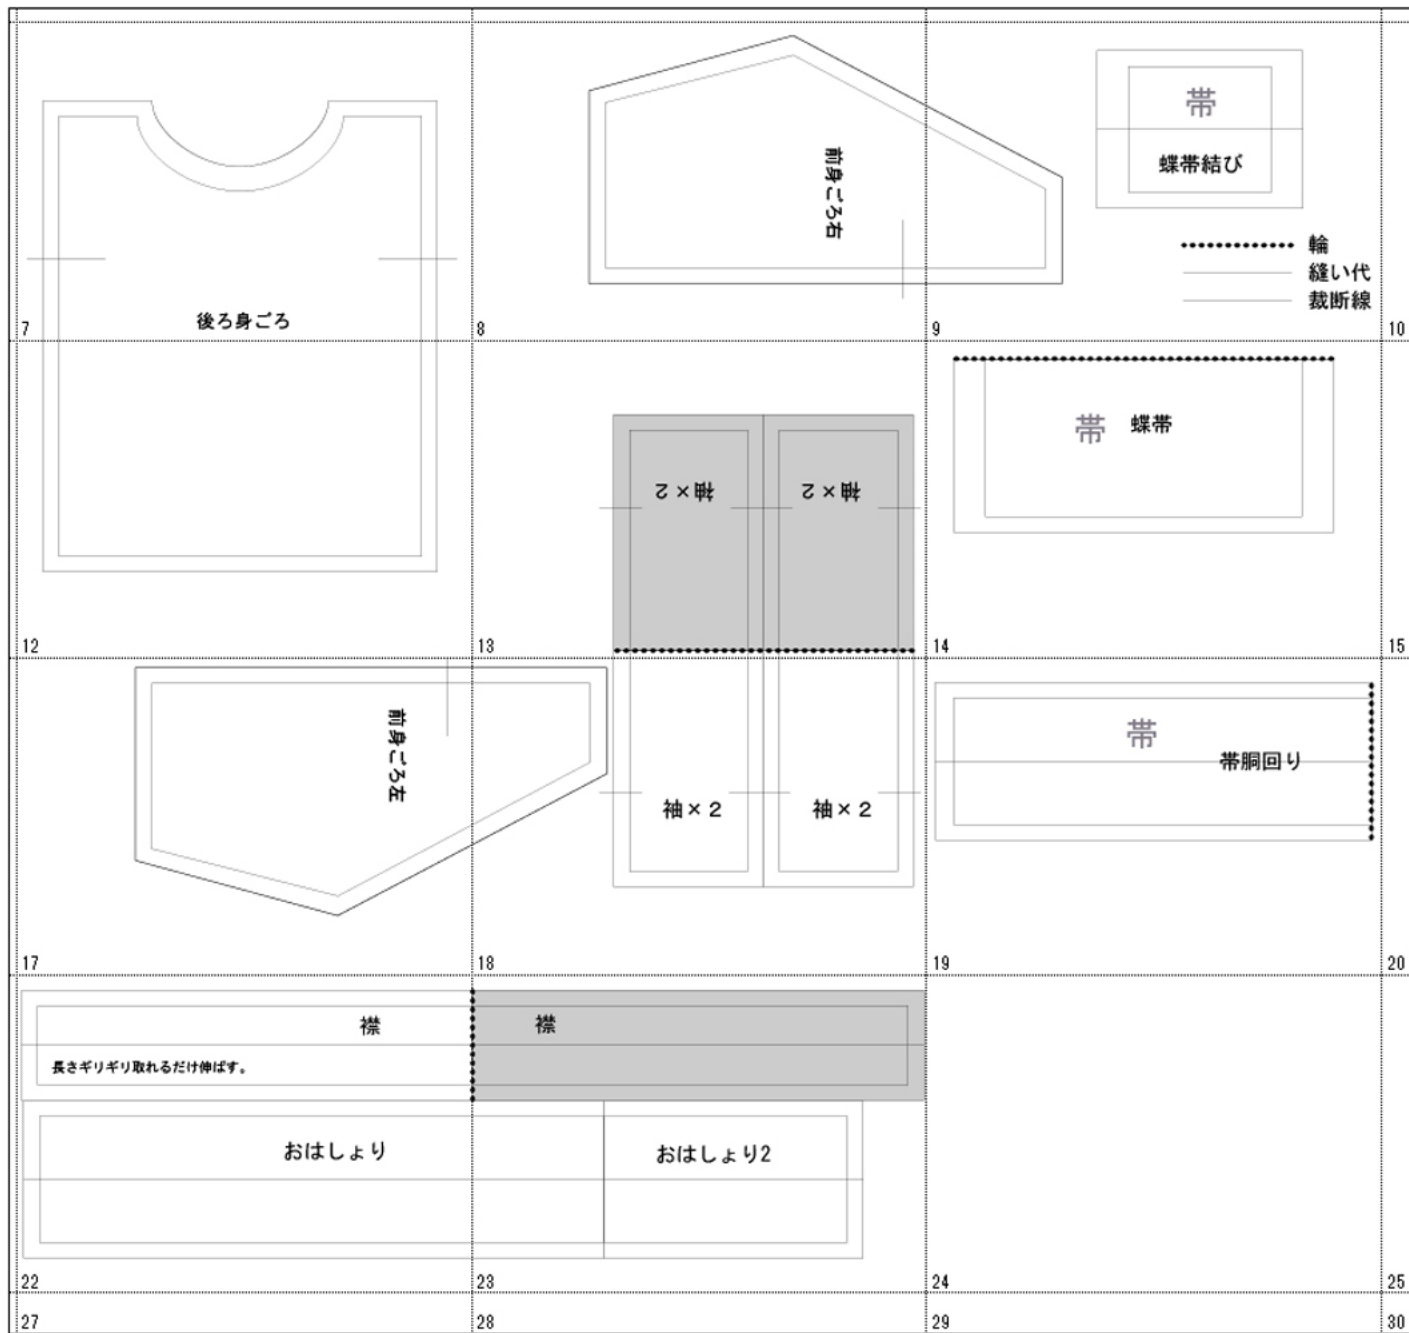 帯
蝶帯結び
前身ごろ右
輪
縫い代
裁断線
後ろ身ごろ
7
8
9
10
帯 蝶帯
袖×2
袖×2
12
13
14
15
前身ごろ左
帯
帯胴回り
袖×2
袖×2
17
18
19
20
襟
襟
長さギリギリ取れるだけ伸ばす。
おはしょり
おはしょり2
22
23
24
25
27
28
29
30